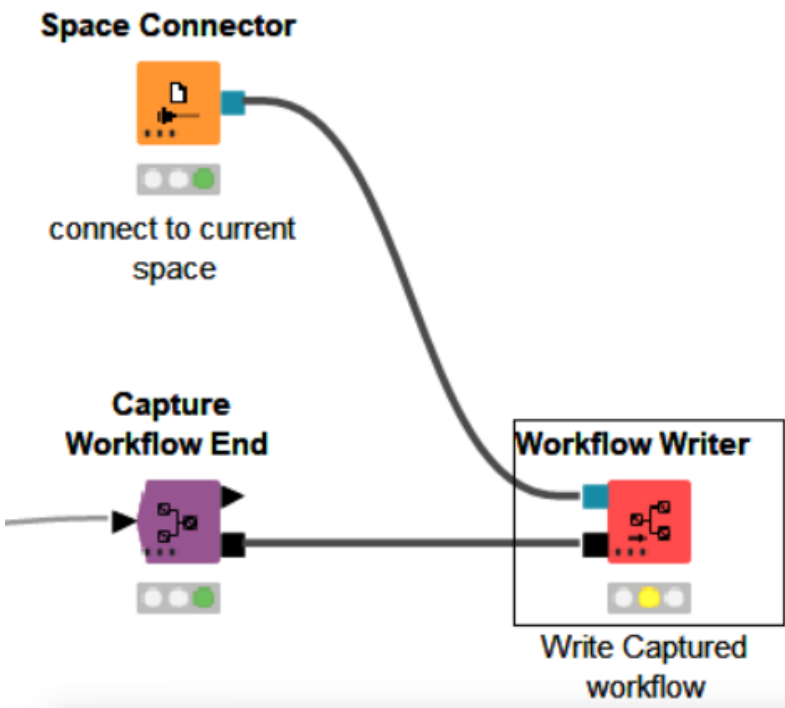 Space Connector
connect to current
space
Capture
Workflow End
Workflow Writer
Write Captured
workflow